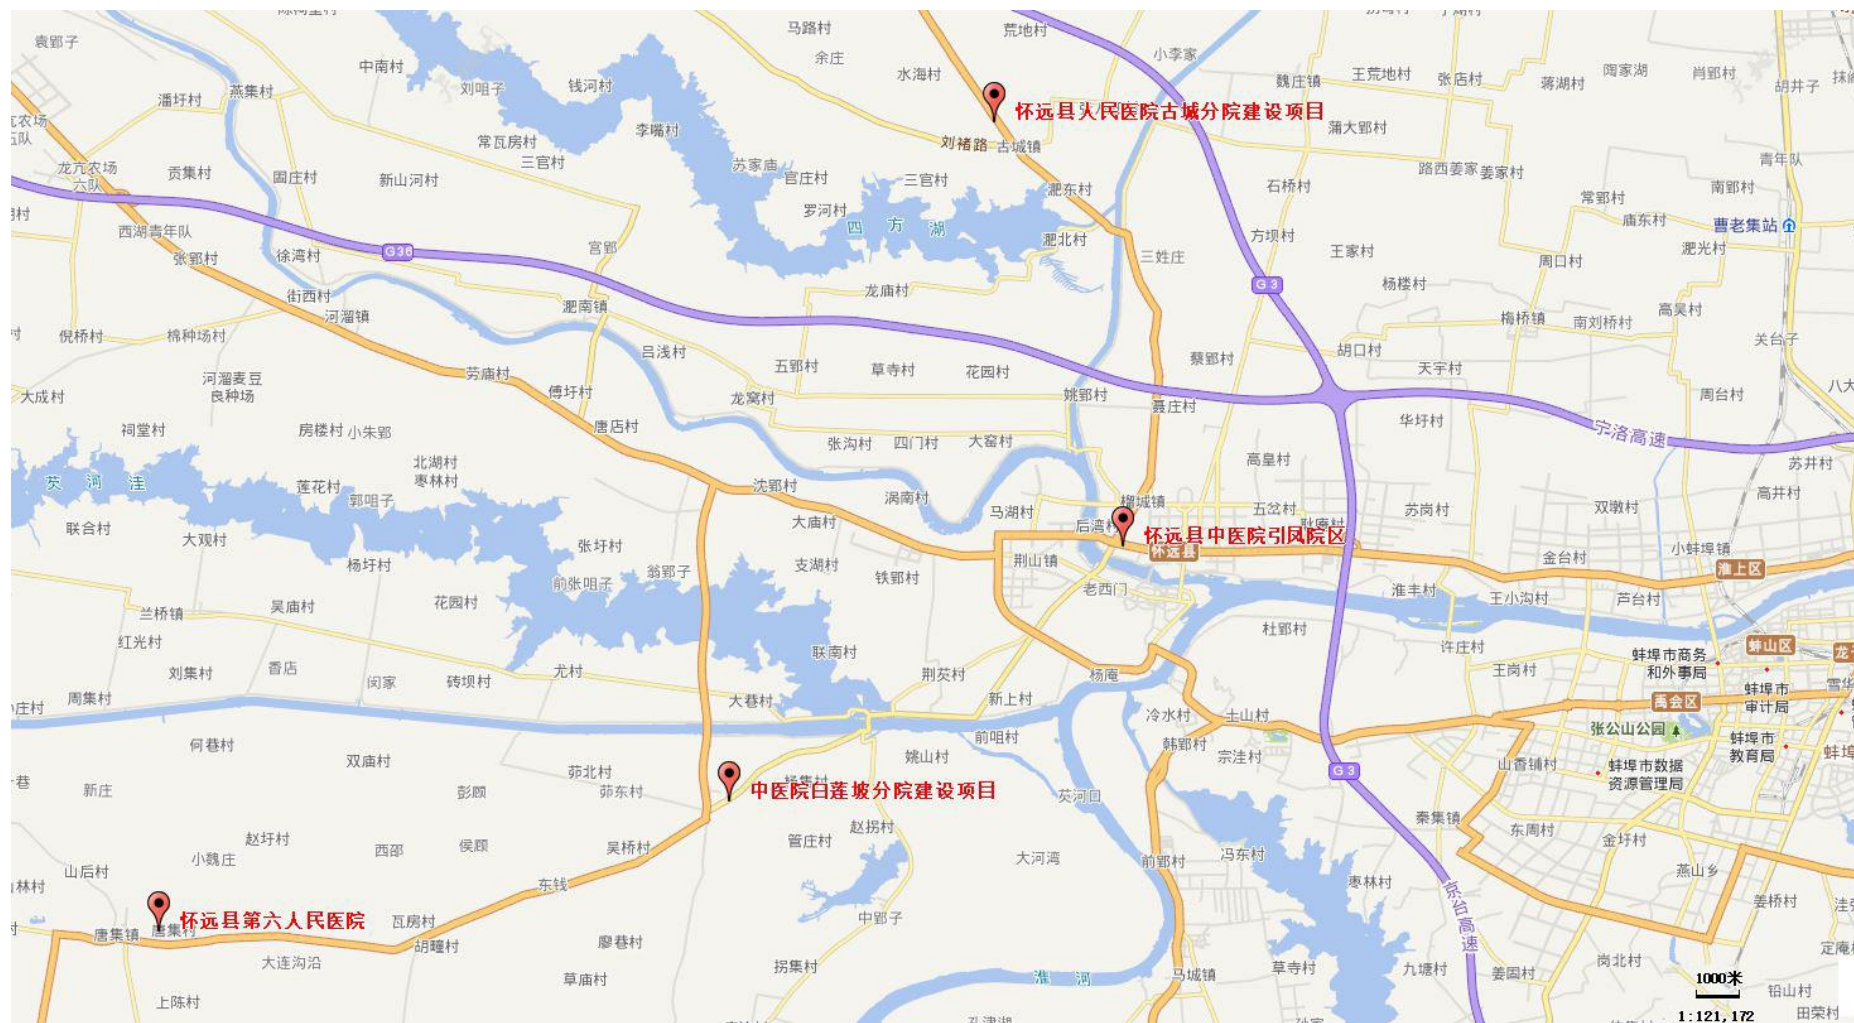 马路村
荒地村
小李家
袁郢子
余庄
中南村
水海村
魏庄镇
王荒地村
张店村
蒋湖村
陶家湖
肖郢村
胡井子
刘咀子
钱河村
潘圩村
燕集村
怀远县人民医院古城分院建设项目
李嘴村
常瓦房村
三官村
刘褚路
古城镇
蒲大郢村
龙亢农场
六队
贡集村
固庄村
新山河村
苏家庙
官庄村
三官村
淝东村
石桥村
路西姜家
姜家村
青年队
南郢村
常郢村
庙东村
罗河村
四方湖
淝北村
方坝村
曹老集站
西湖青年队
张郢村
徐湾村
G36
宫郢
三姓庄
王家村
周口村
淝光村
街西村
河溜镇
淝南镇
龙庙村
G3
杨楼村
梅桥镇
南刘桥村
高吴村
倪桥村
棉种场村
吕浅村
关台子
胡口村
蔡郢村
天宇村
河溜麦豆
良种场
劳庙村
五郢村
草寺村
花园村
大成村
傅圩村
龙窝村
姚郢村
聂庄村
周台村
八大
华圩村
宁洛高速
祠堂村
房楼村
小朱郢
唐店村
张沟村
四门村
大窑村
北湖村
枣林村
高皇村
苏井村
芡河洼
莲花村
郭咀子
沈郢村
涡南村
榴城镇
马湖村
五岔村
苏岗村
双墩村
高井村
联合村
大观村
大庙村
后湾村
怀远县中医院引凤院区
怀远县
张圩村
杨圩村
前张咀子
翁郢子
支湖村
铁郢村
荆山镇
老西门
金台村
小蚌埠镇
淮上区
淮丰村
王小沟村
芦台村
兰桥镇
吴庙村
花园村
红光村
杜郢村
许庄村
蚌山区
联南村
刘集村
香店
闵家
砖坝村
尤村
荆芡村
杨庵
王岗村
蚌埠市商务
和外事局
周集村
大巷村
新上村
冷水村
土山村
禹会区
蚌埠市
审计局
何巷村
双庙村
茆北村
茆东村
姚山村
前咀村
韩郢村
宗洼村
张公山公园
蚌埠市
教育局
新庄
彭顾
中医院白莲坡分院建设项目
芡河口
G3
山香铺村
蚌埠市数据
资源管理局
赵圩村
小魏庄
西邵
侯顾
吴桥村
管庄村
赵拐村
大河湾
前郢村
冯东村
秦集镇
东周村
金圩村
燕山乡
山后村
东钱
枣林村
姜桥村
怀远县第六人民医院
唐集镇
唐集村
瓦房村
胡疃村
中郢子
廖巷村
京台高速
大连沟沿
草庙村
拐集村
淮河
马城镇
草寺村
九塘村
姜固村
岗北村
上陈村
1000米
铅山村
1:121,172
田荣村